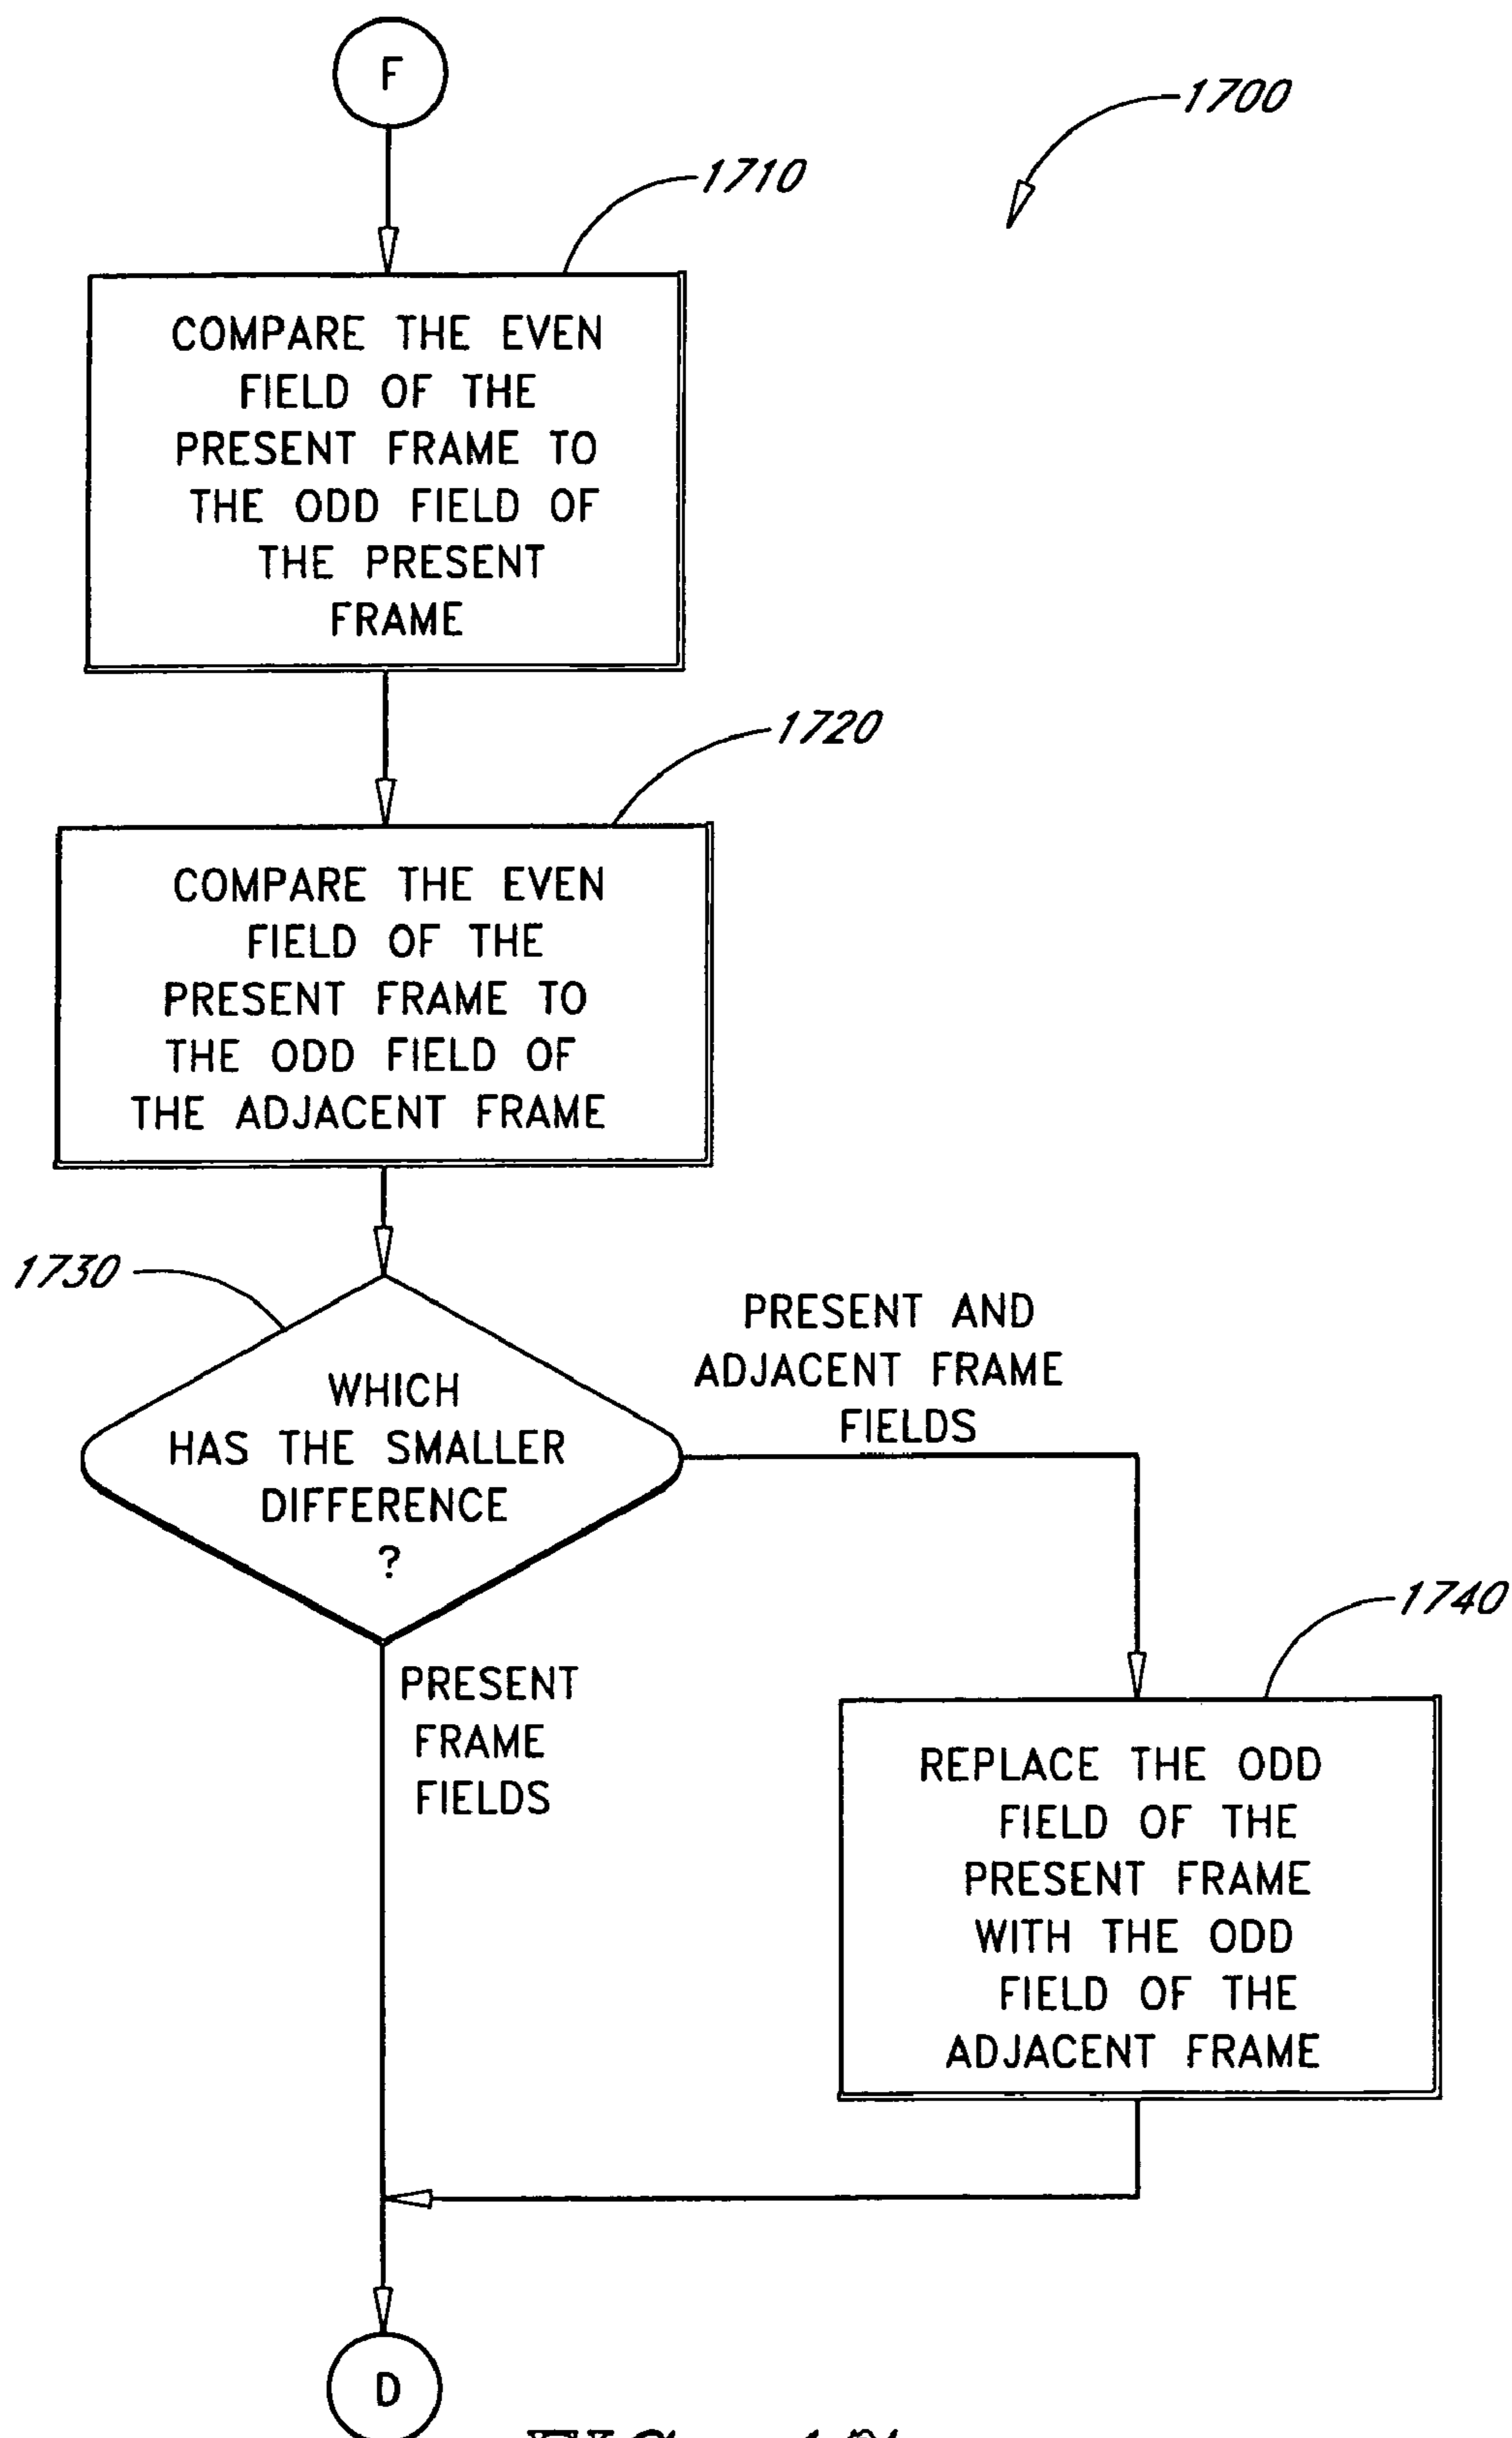 F
1700
1710
COMPARE THE EVEN
FIELD OF THE
PRESENT FRAME TO
THE ODD FIELD OF
THE PRESENT
FRAME
1720
COMPARE THE EVEN
FIELD OF THE
PRESENT FRAME TO
THE ODD FIELD OF
THE ADJACENT FRAME
1730
WHICH
HAS THE SMALLER
DIFFERENCE
?
PRESENT AND
ADJACENT FRAME
FIELDS
PRESENT
FRAME
FIELDS
1740
REPLACE THE ODD
FIELD OF THE
PRESENT FRAME
WITH THE ODD
FIELD OF THE
ADJACENT FRAME
D